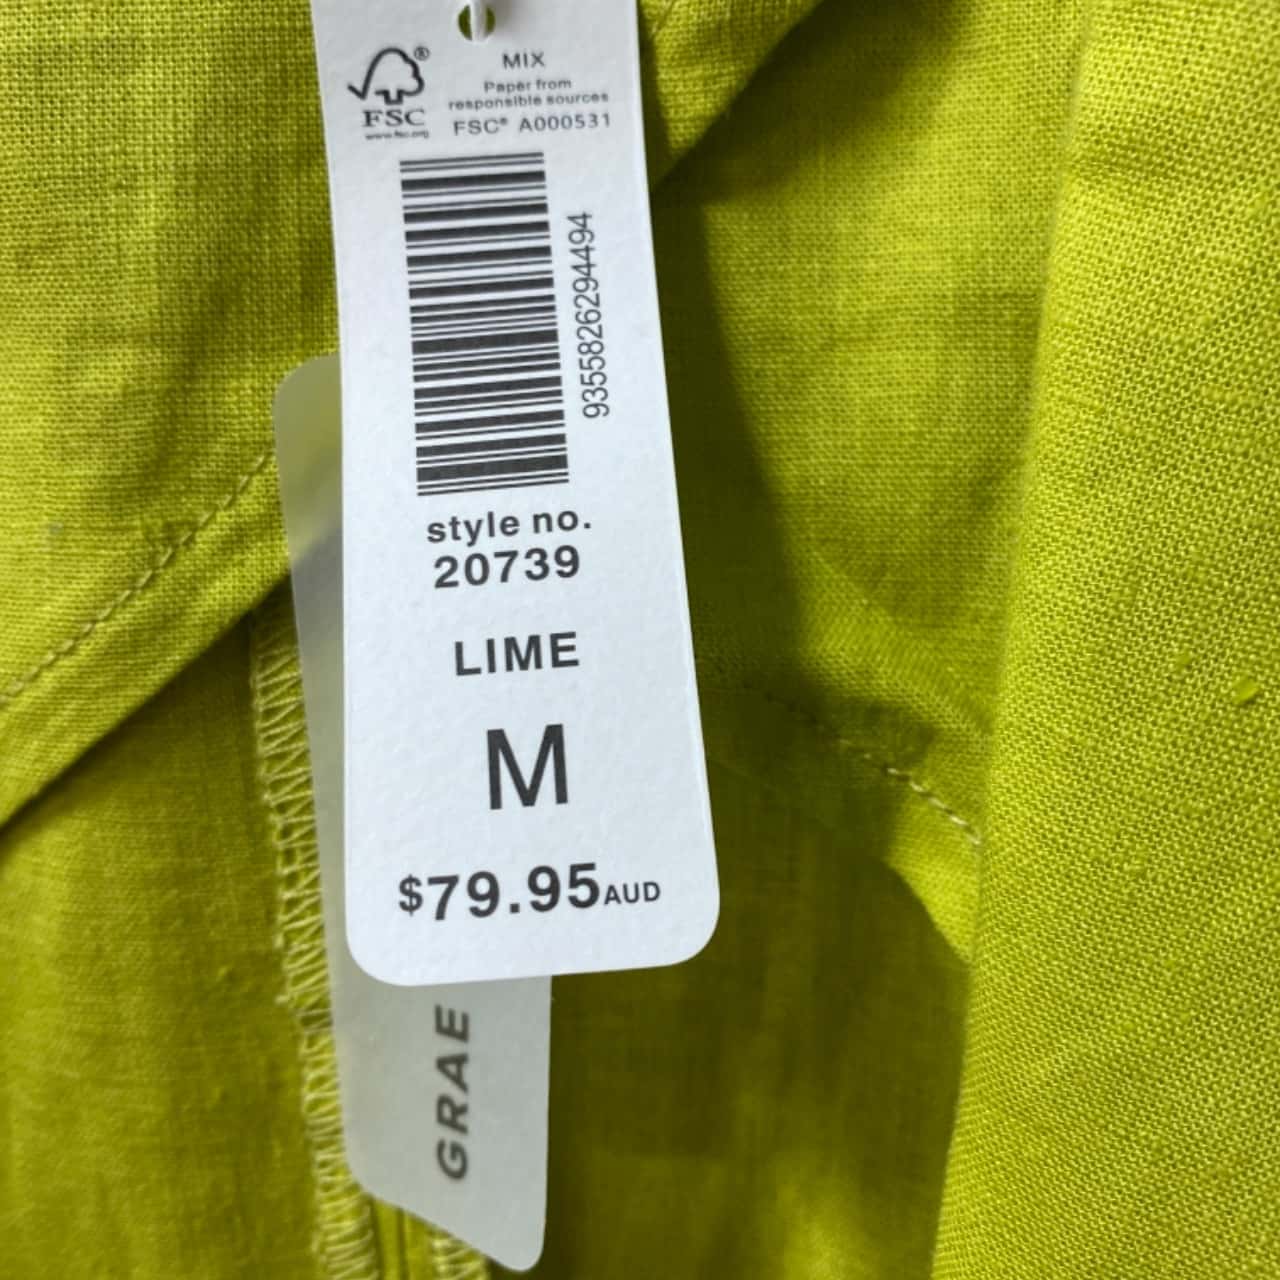 MIX
Paper from
responsible sources
FSC® A000531
®
FSC
www.fsc.org
9355826294494
style no.
20739
LIME
M
$79.95AUD
GRAE